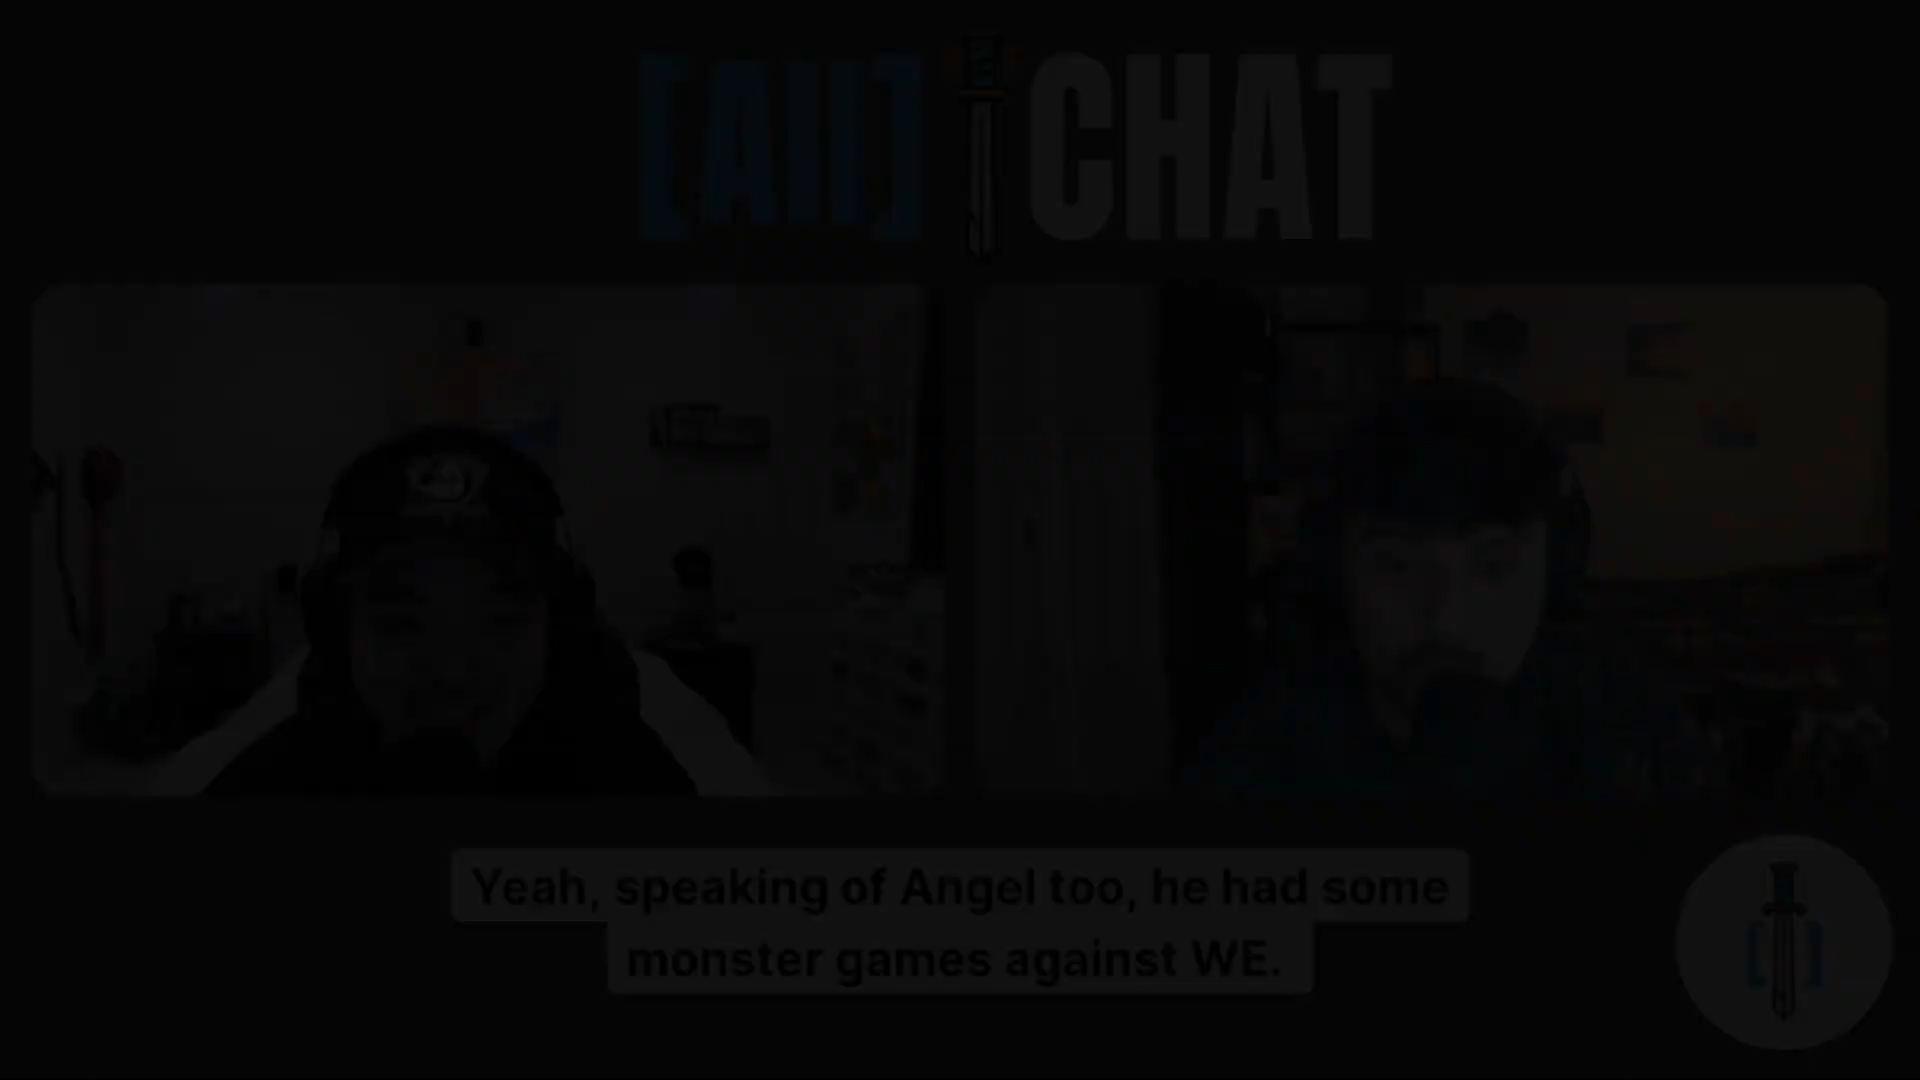 [All] CHAT
Yeah, speaking of Angel too, he had some
monster games against WE.